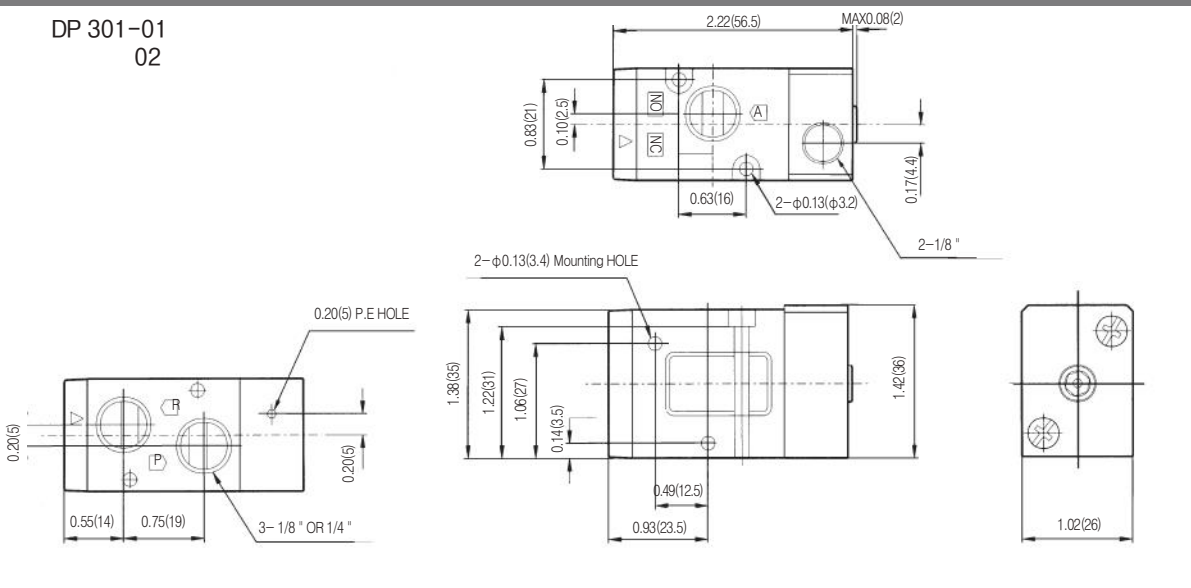 DP 301-01
02
2.22(56.5)
MAX0.08(2)
0.83(21)
0.10(2.5)
NO
NC
A
0.63(16)
2-φ0.13(φ3.2)
0.17(4.4)
2-1/8 "
2-φ0.13(3.4) Mounting HOLE
0.20(5) P.E HOLE
R
P
0.20(5)
0.20(5)
0.55(14)
0.75(19)
3- 1/8 " OR 1/4 "
1.38(35)
1.22(31)
1.06(27)
0.14(3.5)
0.49(12.5)
0.93(23.5)
1.42(36)
1.02(26)